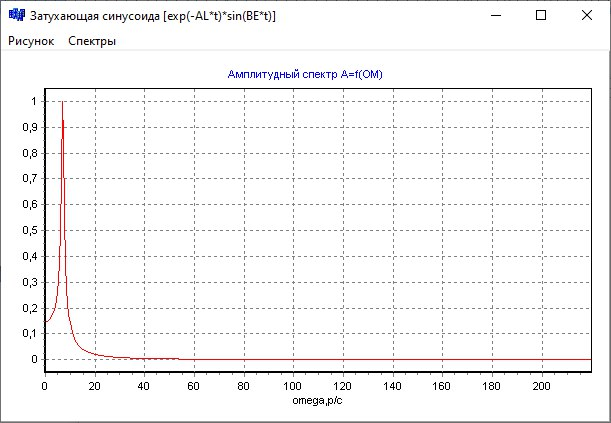 Затухающая синусоида [exp(-AL*t)*sin(BE*t)]
Рисунок Спектры
Амплитудный спектр A=f(OM)
1
0,9
0,8
0,7
0,6
0,5
0,4
0,3
0,2
0,1
0
0 20 40 60 80 100 120 140 160 180 200
omega,p/c